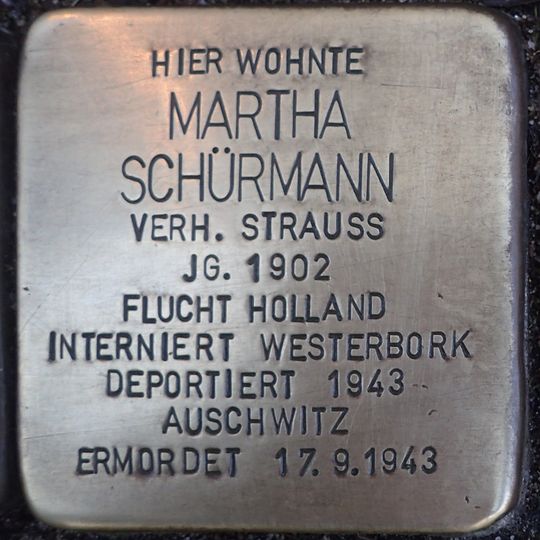 HIER WOHNTE
MARTHA
SCHÜRMANN
VERH. STRAUSS
JG. 1902
FLUCHT HOLLAND
INTERNIERT WESTERBORK
DEPORTIERT 1943
AUSCHWITZ
ERMORDET 17.9.1943